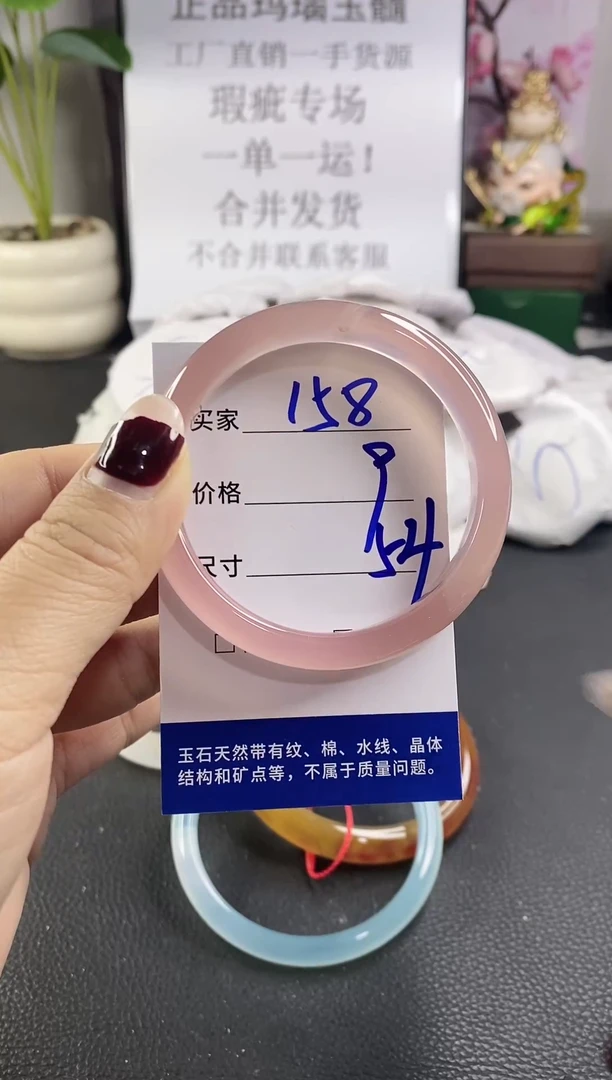 正品玛瑙玉髓
工厂直销一手货源
瑕疵专场
一单一运！
合并发货
不合并联系客服
买家 158
价格
尺寸 54
玉石天然带有纹、棉、水线、晶体
结构和矿点等，不属于质量问题。